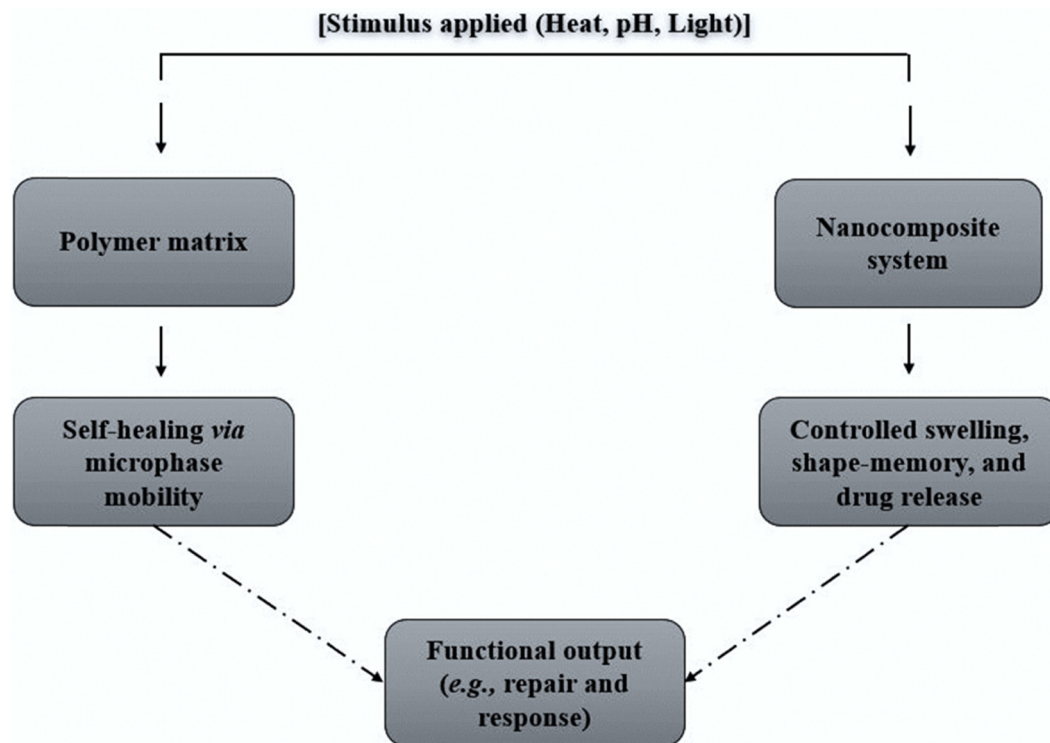 [Stimulus applied (Heat, pH, Light)]
Polymer matrix
Nanocomposite
system
Self-healing via
microphase
mobility
Controlled swelling,
shape-memory, and
drug release
Functional output
(e.g., repair and
response)